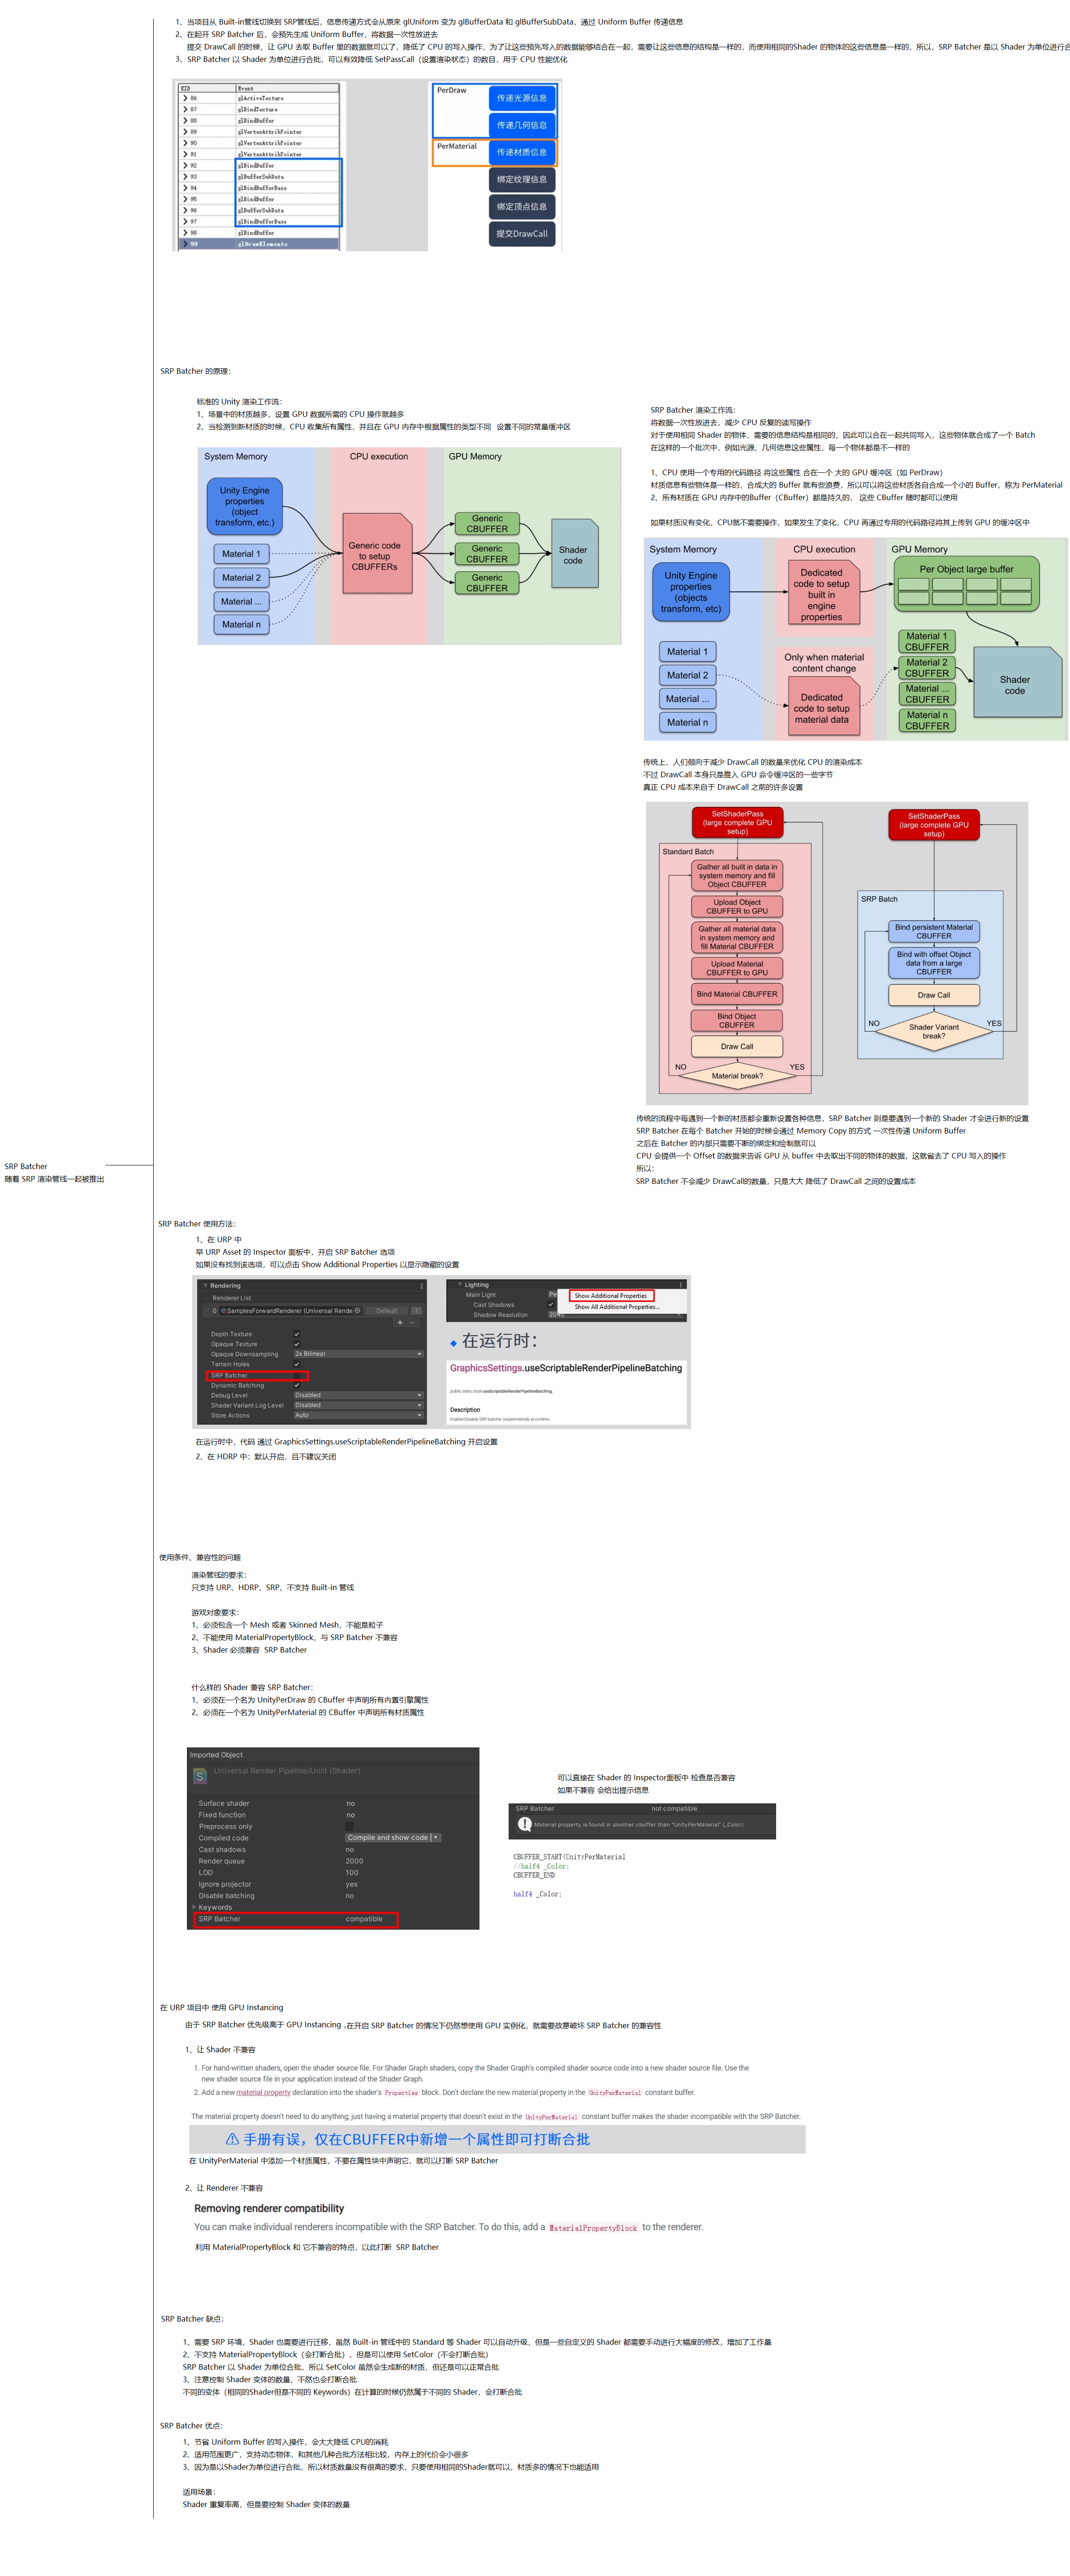 1、当项目从 Built-in管线切换到 SRP管线后，信息传递方式会从原来 glUniform 变为 glBufferData 和 glBufferSubData，通过 Uniform Buffer 传递信息
2、在起开 SRP Batcher 后，会预先生成 Uniform Buffer，将数据一次性放进去
提交 DrawCall 的时候，让 GPU 去取 Buffer 里的数据就可以了，降低了 CPU 的写入操作，为了让这些预先写入的数据能够结合在一起，需要让这些信息的结构是一样的，而使用相同的Shader 的物体的这些信息是一样的，所以，SRP Batcher 是以 Shader 为单位进行合
3、SRP Batcher 以 Shader 为单位进行合批，可以有效降低 SetPassCall（设置渲染状态）的数目，用于 CPU 性能优化
EID Event
86 glActiveTexture
87 glBindTexture
88 glBindBuffer
89 glVertexAttribPointer
90 glVertexAttribPointer
91 glVertexAttribPointer
92 glBindBuffer
93 glBufferSubData
94 glBindBufferBase
95 glBindBuffer
96 glBufferSubData
97 glBindBufferBase
98 glBindBuffer
99 glDrawElements
PerDraw
传递光源信息
传递几何信息
PerMaterial
传递材质信息
绑定纹理信息
绑定顶点信息
提交DrawCall
SRP Batcher 的原理：
标准的 Unity 渲染工作流：
1、场景中的材质越多，设置 GPU 数据所需的 CPU 操作就越多
2、当检测到新材质的时候，CPU 收集所有属性，并且在 GPU 内存中根据属性的类型不同 设置不同的常量缓冲区
System Memory
CPU execution
GPU Memory
Unity Engine
properties
(object
transform, etc.)
Material 1
Material 2
Material ...
Material n
Generic code
to setup
CBUFFERs
Generic
CBUFFER
Generic
CBUFFER
Generic
CBUFFER
Shader
code
SRP Batcher 渲染工作流：
将数据一次性放进去，减少 CPU 反复的读写操作
对于使用相同 Shader 的物体，需要的信息结构是相同的，因此可以合在一起共同写入，这些物体就合成了一个 Batch
在这样的一个批次中，例如光源、几何信息这些属性，每一个物体都是不一样的
1、CPU 使用一个专用的代码路径 将这些属性 合在一个 大的 GPU 缓冲区（如 PerDraw）
材质信息有些物体是一样的，合成大的 Buffer 就有些浪费，所以可以将这些材质各自合成一个小的 Buffer，称为 PerMaterial
2、所有材质在 GPU 内存中的Buffer（CBuffer）都是持久的， 这些 CBuffer 随时都可以使用
如果材质没有变化，CPU就不需要操作，如果发生了变化，CPU 再通过专用的代码路径将其上传到 GPU 的缓冲区中
System Memory
CPU execution
GPU Memory
Unity Engine
properties
(objects
transform, etc)
Dedicated
code to setup
built in
engine
properties
Per Object large buffer
Material 1
Material 2
Material ...
Material n
Only when material
content change
Dedicated
code to setup
material data
Material 1
CBUFFER
Material 2
CBUFFER
Material ...
CBUFFER
Material n
CBUFFER
Shader
code
传统上，人们倾向于减少 DrawCall 的数量来优化 CPU 的渲染成本
不过 DrawCall 本身只是推入 GPU 命令缓冲区的一些字节
真正 CPU 成本来自于 DrawCall 之前的许多设置
SetShaderPass
(large complete GPU
setup)
Standard Batch
Gather all built in data in
system memory and fill
Object CBUFFER
Upload Object
CBUFFER to GPU
Gather all material data
in system memory and
fill Material CBUFFER
Upload Material
CBUFFER to GPU
Bind Material CBUFFER
Bind Object
CBUFFER
Draw Call
NO
YES
Material break?
SetShaderPass
(large complete GPU
setup)
SRP Batch
Bind persistent Material
CBUFFER
Bind with offset Object
data from a large
CBUFFER
Draw Call
NO
YES
Shader Variant
break?
传统的流程中每遇到一个新的材质都会重新设置各种信息，SRP Batcher 则是要遇到一个新的 Shader 才会进行新的设置
SRP Batcher 在每个 Batcher 开始的时候会通过 Memory Copy 的方式 一次性传递 Uniform Buffer
之后在 Batcher 的内部只需要不断的绑定和绘制就可以
CPU 会提供一个 Offset 的数据来告诉 GPU 从 buffer 中去取出不同的物体的数据，这就省去了 CPU 写入的操作
所以：
SRP Batcher 不会减少 DrawCall的数量，只是大大 降低了 DrawCall 之间的设置成本
SRP Batcher
随着 SRP 渲染管线一起被推出
SRP Batcher 使用方法：
1、在 URP 中
早 URP Asset 的 Inspector 面板中，开启 SRP Batcher 选项
如果没有找到该选项，可以点击 Show Additional Properties 以显示隐藏的设置
Rendering
Renderer List
0 SamplesForwardRenderer (Universal Rende Default
Depth Texture
Opaque Texture
Opaque Downsampling 2x Bilinear
Terrain Holes
SRP Batcher
Dynamic Batching
Debug Level Disabled
Shader Variant Log Level Disabled
Store Actions Auto
Lighting
Main Light Pe
Cast Shadows
Shadow Resolution 2048
Show Additional Properties
Show All Additional Properties...
在运行时：
GraphicsSettings.useScriptableRenderPipelineBatching
public static bool useScriptableRenderPipelineBatching;
Description
Enable/Disable SRP batcher (experimental) at runtime.
在运行时中，代码 通过 GraphicsSettings.useScriptableRenderPipelineBatching 开启设置
2、在 HDRP 中：默认开启，且不建议关闭
使用条件、兼容性的问题
渲染管线的要求：
只支持 URP、HDRP、SRP、不支持 Built-in 管线
游戏对象要求：
1、必须包含一个 Mesh 或者 Skinned Mesh，不能是粒子
2、不能使用 MaterialPropertyBlock，与 SRP Batcher 不兼容
3、Shader 必须兼容 SRP Batcher
什么样的 Shader 兼容 SRP Batcher：
1、必须在一个名为 UnityPerDraw 的 CBuffer 中声明所有内置引擎属性
2、必须在一个名为 UnityPerMaterial 的 CBuffer 中声明所有材质属性
Imported Object
Universal Render Pipeline/Unlit (Shader)
Surface shader no
Fixed function no
Preprocess only
Compiled code Compile and show code
Cast shadows no
Render queue 2000
LOD 100
Ignore projector yes
Disable batching no
Keywords
SRP Batcher compatible
可以直接在 Shader 的 Inspector面板中 检查是否兼容
如果不兼容 会给出提示信息
SRP Batcher not compatible
Material property is found in another cbuffer than "UnityPerMaterial" (_Color)
CBUFFER_START(UnityPerMaterial
//half4 _Color;
CBUFFER_END
half4 _Color;
在 URP 项目中 使用 GPU Instancing
由于 SRP Batcher 优先级高于 GPU Instancing ，在开启 SRP Batcher 的情况下仍然想使用 GPU 实例化，就需要故意破坏 SRP Batcher 的兼容性
1、让 Shader 不兼容
1. For hand-written shaders, open the shader source file. For Shader Graph shaders, copy the Shader Graph's compiled shader source code into a new shader source file. Use the
new shader source file in your application instead of the Shader Graph.
2. Add a new material property declaration into the shader's Properties block. Don't declare the new material property in the UnityPerMaterial constant buffer.
The material property doesn't need to do anything; just having a material property that doesn't exist in the UnityPerMaterial constant buffer makes the shader incompatible with the SRP Batcher.
⚠ 手册有误，仅在CBUFFER中新增一个属性即可打断合批
在 UnityPerMaterial 中添加一个材质属性，不要在属性块中声明它，就可以打断 SRP Batcher
2、让 Renderer 不兼容
Removing renderer compatibility
You can make individual renderers incompatible with the SRP Batcher. To do this, add a MaterialPropertyBlock to the renderer.
利用 MaterialPropertyBlock 和 它不兼容的特点，以此打断 SRP Batcher
SRP Batcher 缺点：
1、需要 SRP 环境，Shader 也需要进行迁移，虽然 Built-in 管线中的 Standard 等 Shader 可以自动升级，但是一些自定义的 Shader 都需要手动进行大幅度的修改，增加了工作量
2、不支持 MaterialPropertyBlock（会打断合批），但是可以使用 SetColor（不会打断合批）
SRP Batcher 以 Shader 为单位合批，所以 SetColor 虽然会生成新的材质，但还是可以正常合批
3、注意控制 Shader 变体的数量，不然也会打断合批
不同的变体（相同的Shader但是不同的 Keywords）在计算的时候仍然属于不同的 Shader，会打断合批
SRP Batcher 优点：
1、节省 Uniform Buffer 的写入操作，会大大降低 CPU的消耗
2、适用范围更广，支持动态物体，和其他几种合批方法相比较，内存上的代价会小很多
3、因为是以Shader为单位进行合批，所以材质数量没有很高的要求，只要使用相同的Shader就可以，材质多的情况下也能适用
适用场景：
Shader 重复率高，但是要控制 Shader 变体的数量